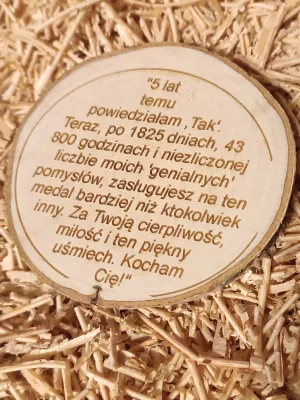 "5 lat
temu
powiedziałam ‚Tak'.
Teraz, po 1825 dniach, 43
800 godzinach i niezliczonej
liczbie moich 'genialnych'
pomysłów, zasługujesz na ten
medal bardziej niż ktokolwiek
inny. Za Twoją cierpliwość,
miłość i ten piękny
uśmiech. Kocham
Cię!"